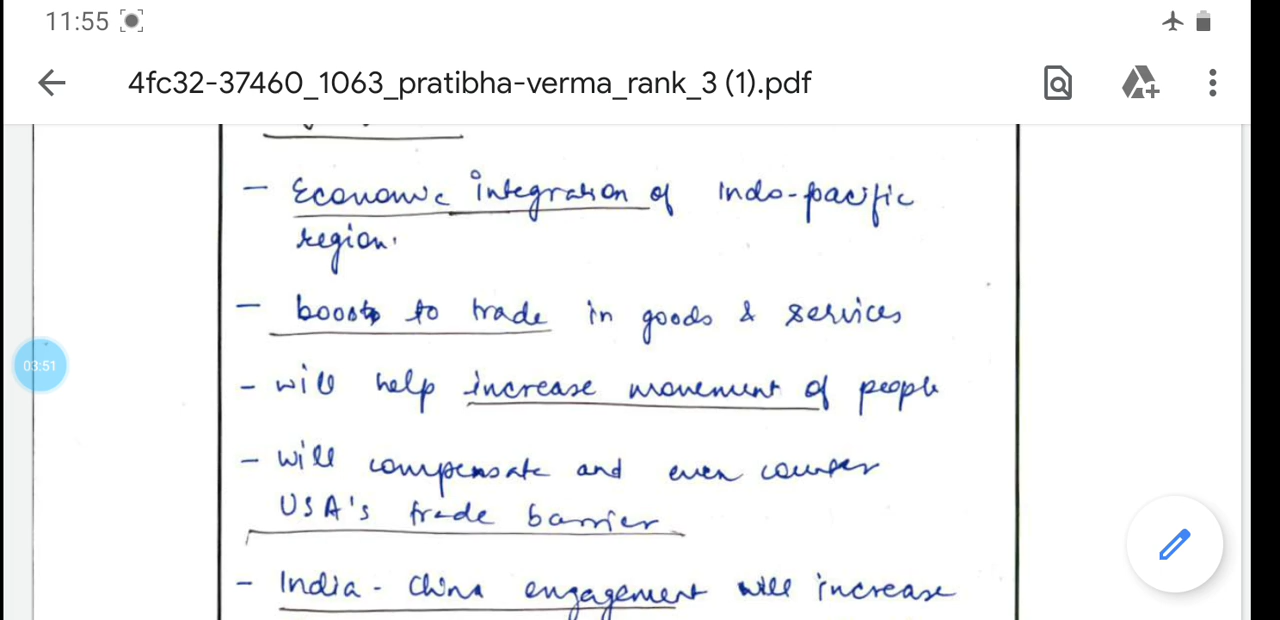 11:55
4fc32-37460_1063_pratibha-verma_rank_3 (1).pdf
- Economic integration of Indo-pacific
region.
- boost to trade in goods & services
03:51
- will help increase movement of people
- will compensate and even counter
USA's trade barrier
- India - China engagement will increase